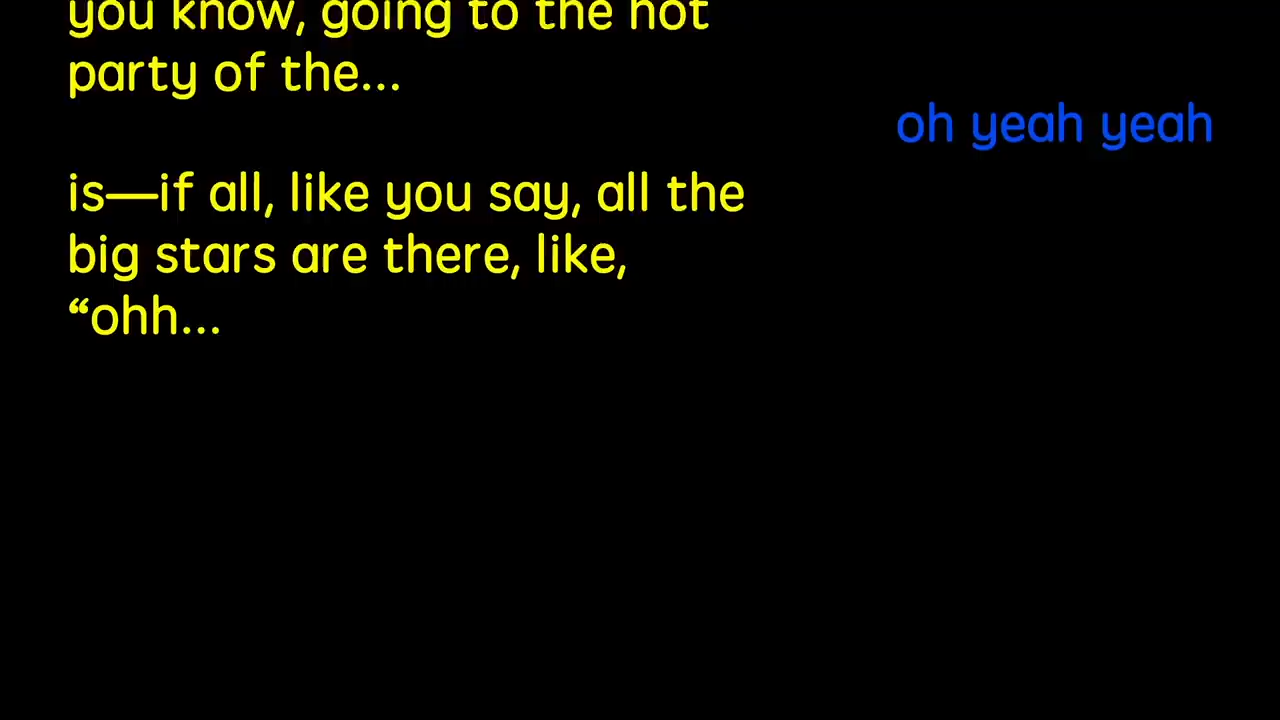 you know, going to the hot
party of the...
oh yeah yeah
is—if all, like you say, all the
big stars are there, like,
“ohh...